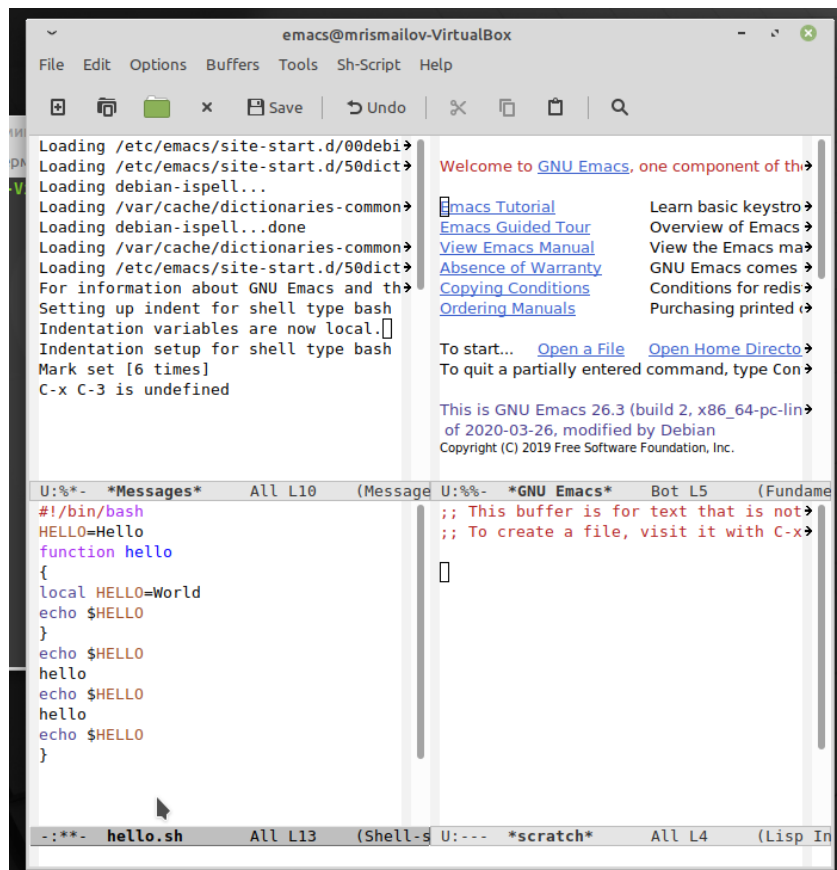 emacs@mrismailov-VirtualBox
File Edit Options Buffers Tools Sh-Script Help
Save Undo
Loading /etc/emacs/site-start.d/00debi
Loading /etc/emacs/site-start.d/50dict
Loading debian-ispell...
Loading /var/cache/dictionaries-common
Loading debian-ispell...done
Loading /var/cache/dictionaries-common
Loading /etc/emacs/site-start.d/50dict
For information about GNU Emacs and th
Setting up indent for shell type bash
Indentation variables are now local.
Indentation setup for shell type bash
Mark set [6 times]
C-x C-3 is undefined
U:%*-  *Messages*     All L10    (Message
Welcome to GNU Emacs, one component of the
Emacs Tutorial Learn basic keystro
Emacs Guided Tour Overview of Emacs
View Emacs Manual View the Emacs ma
Absence of Warranty GNU Emacs comes
Copying Conditions Conditions for redis
Ordering Manuals Purchasing printed
To start... Open a File Open Home Directo
To quit a partially entered command, type Con
This is GNU Emacs 26.3 (build 2, x86_64-pc-lin
of 2020-03-26, modified by Debian
Copyright (C) 2019 Free Software Foundation, Inc.
U:%%-  *GNU Emacs*    Bot L5     (Fundame
#!/bin/bash
HELLO=Hello
function hello
{
local HELLO=World
echo $HELLO
}
echo $HELLO
hello
echo $HELLO
hello
echo $HELLO
}
-:**-  hello.sh       All L13    (Shell-s
;; This buffer is for text that is not
;; To create a file, visit it with C-x
U:---  *scratch*      All L4     (Lisp In